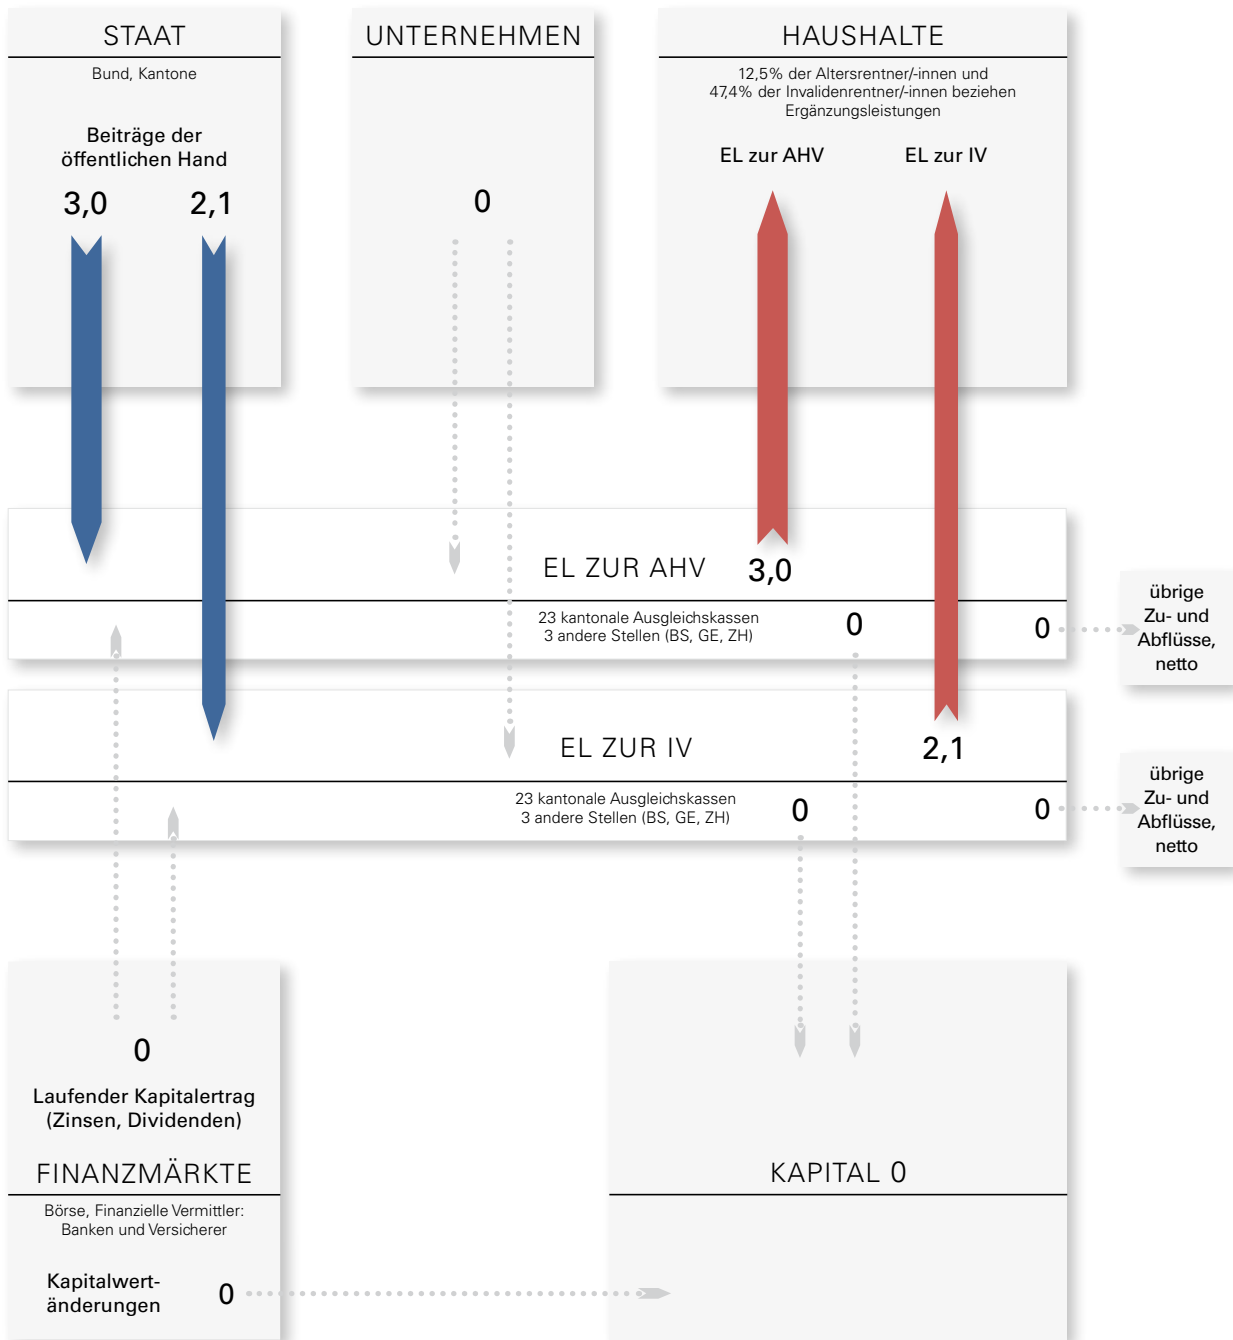 STAAT
Bund, Kantone
Beiträge der
öffentlichen Hand
3,0 2,1
UNTERNEHMEN
0
HAUSHALTE
12,5% der Altersrentner/-innen und
47,4% der Invalidenrentner/-innen beziehen
Ergänzungsleistungen
EL zur AHV EL zur IV
EL ZUR AHV 3,0
23 kantonale Ausgleichskassen
3 andere Stellen (BS, GE, ZH)
0 0
übrige
Zu- und
Abflüsse,
netto
EL ZUR IV 2,1
23 kantonale Ausgleichskassen
3 andere Stellen (BS, GE, ZH)
0 0
übrige
Zu- und
Abflüsse,
netto
0
Laufender Kapitalertrag
(Zinsen, Dividenden)
FINANZMÄRKTE
Börse, Finanzielle Vermittler:
Banken und Versicherer
Kapitalwert-
änderungen 0
KAPITAL 0